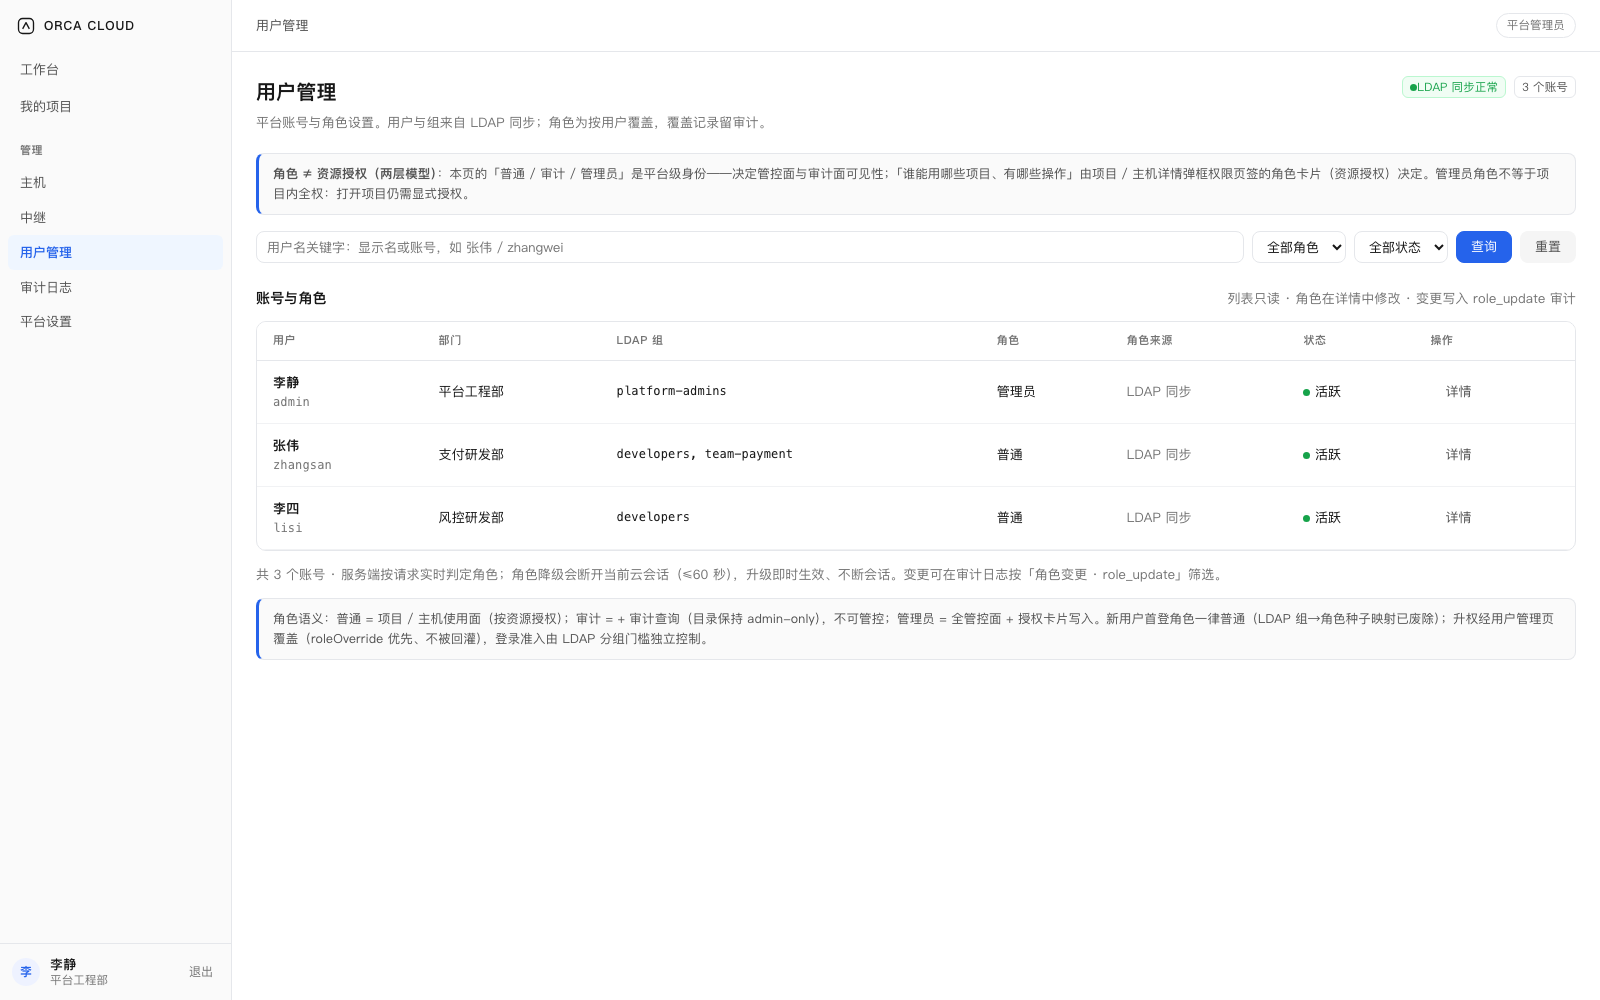 ORCA CLOUD
工作台
我的项目
管理
主机
中继
用户管理
审计日志
平台设置
李
李静
平台工程部
退出
用户管理
平台管理员
用户管理
LDAP 同步正常
3 个账号
平台账号与角色设置。用户与组来自 LDAP 同步；角色为按用户覆盖，覆盖记录留审计。
角色 ≠ 资源授权（两层模型）：本页的「普通 / 审计 / 管理员」是平台级身份——决定管控面与审计面可见性；「谁能用哪些项目、有哪些操作」由项目 / 主机详情弹框权限页签的角色卡片（资源授权）决定。管理员角色不等于项
目内全权：打开项目仍需显式授权。
用户名关键字：显示名或账号，如 张伟 / zhangwei
全部角色
全部状态
查询
重置
账号与角色
列表只读 · 角色在详情中修改 · 变更写入 role_update 审计
用户 部门 LDAP 组 角色 角色来源 状态 操作
李静
admin
平台工程部 platform-admins 管理员 LDAP 同步 活跃 详情
张伟
zhangsan
支付研发部 developers, team-payment 普通 LDAP 同步 活跃 详情
李四
lisi
风控研发部 developers 普通 LDAP 同步 活跃 详情
共 3 个账号 · 服务端按请求实时判定角色；角色降级会断开当前云会话（≤60 秒），升级即时生效、不断会话。变更可在审计日志按「角色变更 · role_update」筛选。
角色语义：普通 = 项目 / 主机使用面（按资源授权）；审计 = + 审计查询（目录保持 admin-only），不可管控；管理员 = 全管控面 + 授权卡片写入。新用户首登角色一律普通（LDAP 组→角色种子映射已废除）；升权经用户管理页
覆盖（roleOverride 优先、不被回灌），登录准入由 LDAP 分组门槛独立控制。